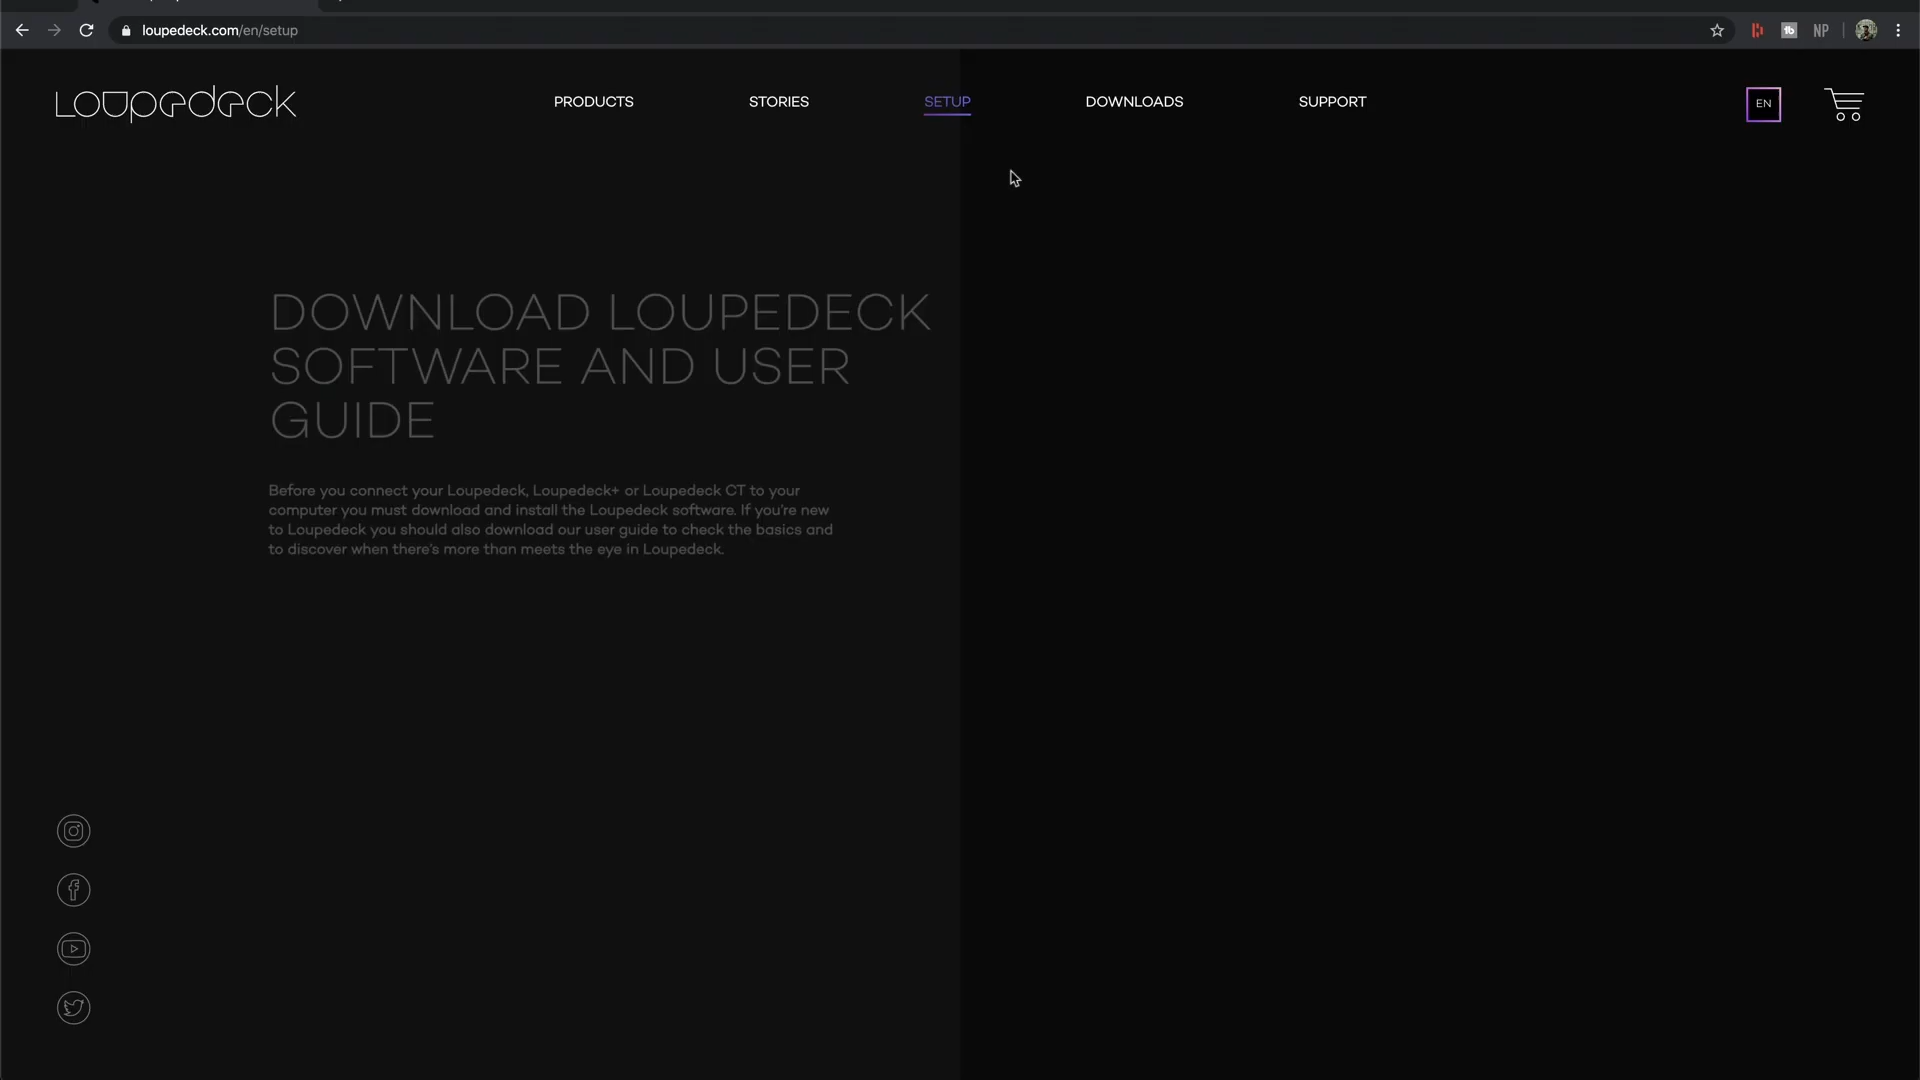 loupedeck.com/en/setup
NP
Loupedeck
PRODUCTS
STORIES
SETUP
DOWNLOADS
SUPPORT
EN
DOWNLOAD LOUPEDECK
SOFTWARE AND USER
GUIDE
Before you connect your Loupedeck, Loupedeck+ or Loupedeck CT to your
computer you must download and install the Loupedeck software. If you're new
to Loupedeck you should also download our user guide to check the basics and
to discover when there's more than meets the eye in Loupedeck.